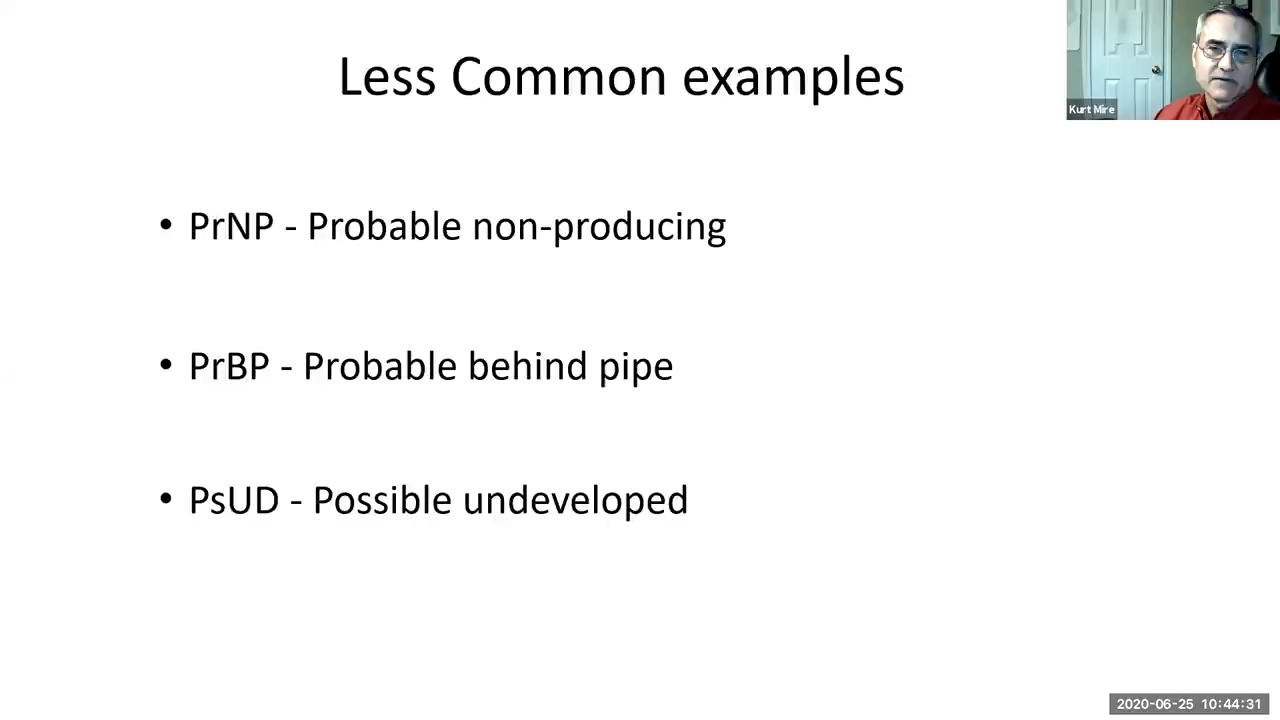 Less Common examples
Kurt Mire
• PrNP - Probable non-producing
• PrBP - Probable behind pipe
• PsUD - Possible undeveloped
2020-06-25 10:44:31